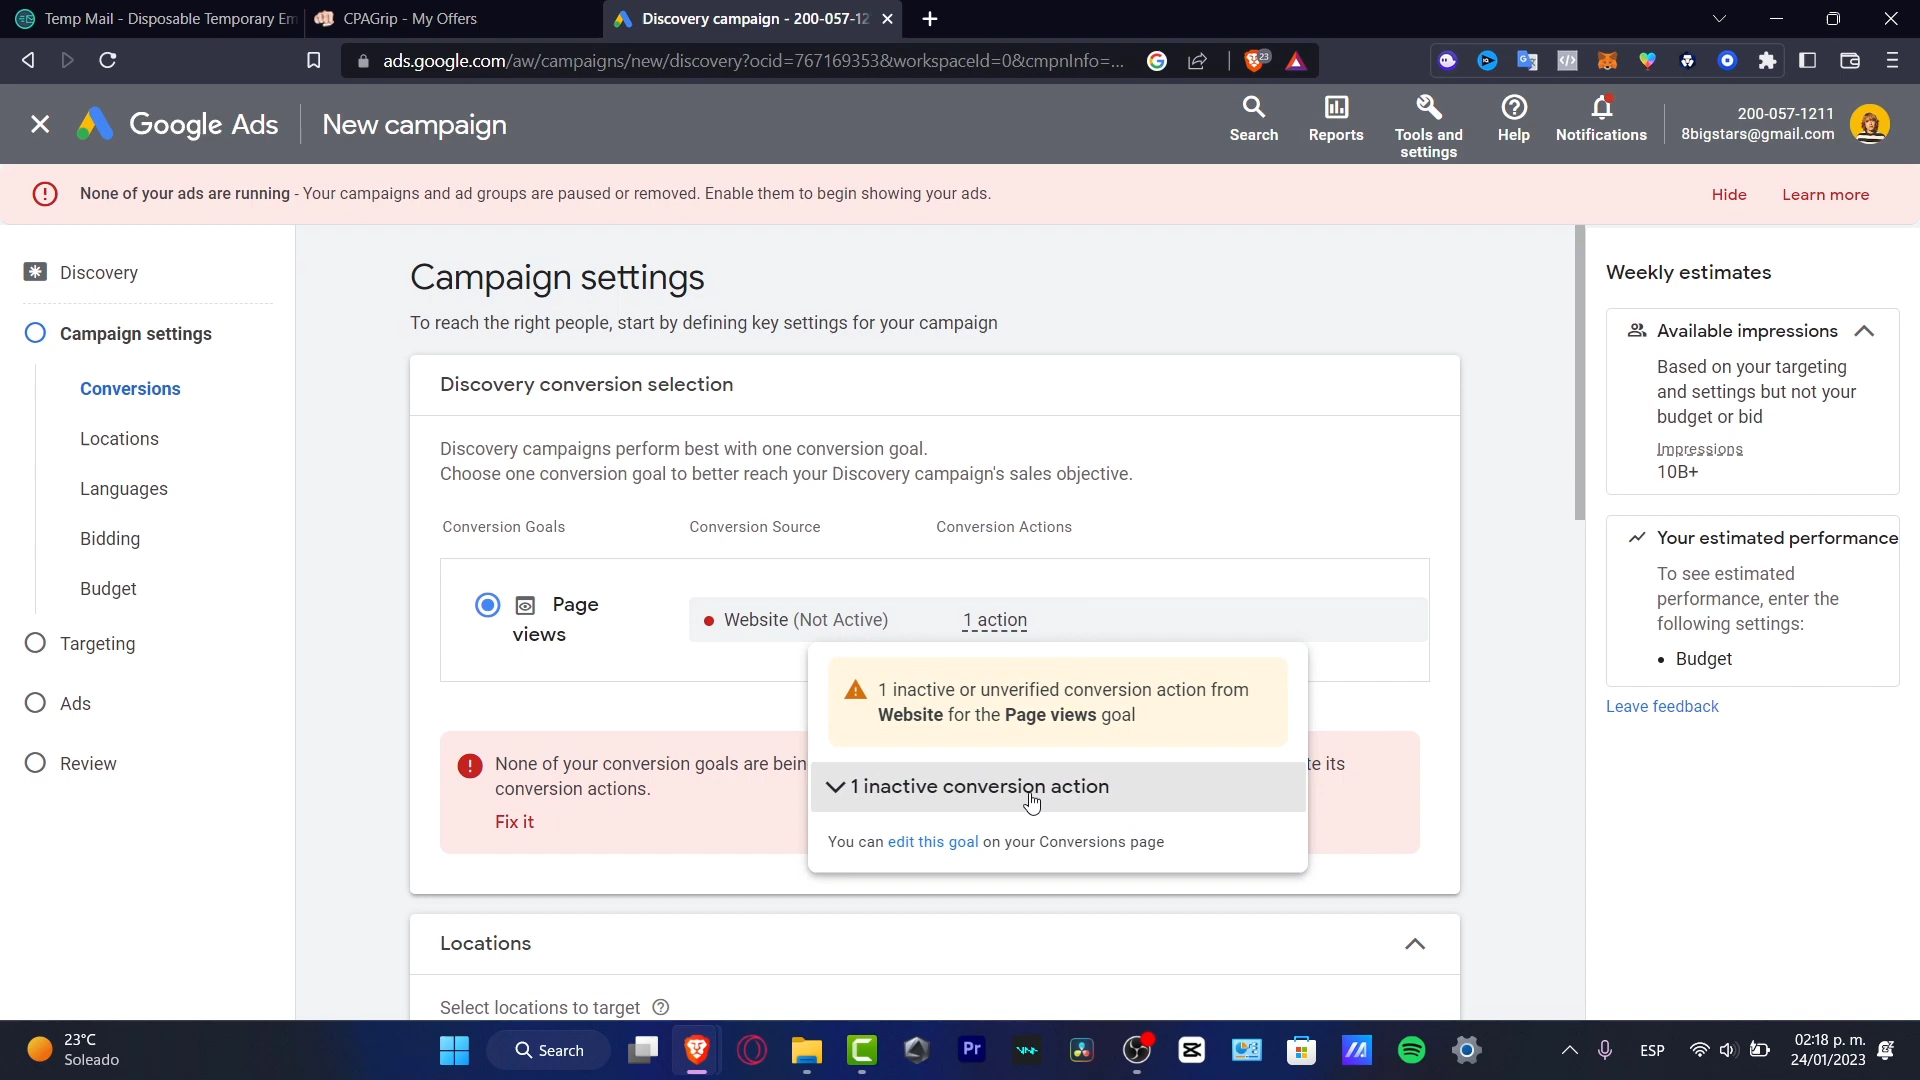 Temp Mail - Disposable Temporary Em
CPAGrip - My Offers
Discovery campaign - 200-057-12
ads.google.com/aw/campaigns/new/discovery?ocid=767169353&workspaceId=0&cmpnInfo=...
23
Google Ads
New campaign
Search
Reports
Tools and
settings
Help
Notifications
200-057-1211
8bigstars@gmail.com
None of your ads are running - Your campaigns and ad groups are paused or removed. Enable them to begin showing your ads.
Hide
Learn more
Discovery
Campaign settings
Conversions
Locations
Languages
Bidding
Budget
Targeting
Ads
Review
Campaign settings
To reach the right people, start by defining key settings for your campaign
Discovery conversion selection
Discovery campaigns perform best with one conversion goal.
Choose one conversion goal to better reach your Discovery campaign's sales objective.
Conversion Goals
Conversion Source
Conversion Actions
Page
views
Website (Not Active)
1 action
1 inactive or unverified conversion action from
Website for the Page views goal
1 inactive conversion action
You can edit this goal on your Conversions page
None of your conversion goals are bein
te its
conversion actions.
Fix it
Locations
Select locations to target
Weekly estimates
Available impressions
Based on your targeting
and settings but not your
budget or bid
Impressions
10B+
Your estimated performance
To see estimated
performance, enter the
following settings:
• Budget
Leave feedback
23°C
Soleado
Search
Pr
ESP
02:18 p. m.
24/01/2023